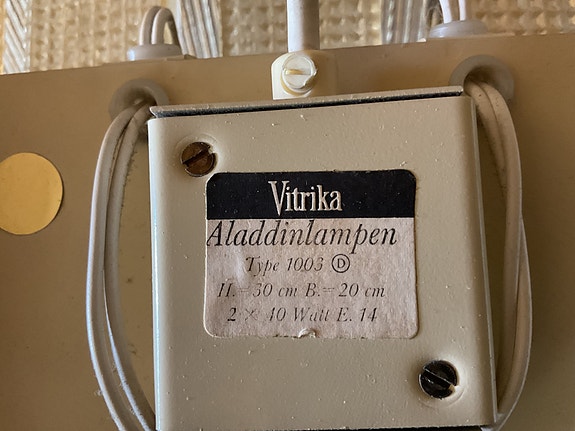 Vitrika
Aladdinlampen
Type 1003 Ⓓ
H.= 30 cm B.= 20 cm
2 × 40 Watt E. 14